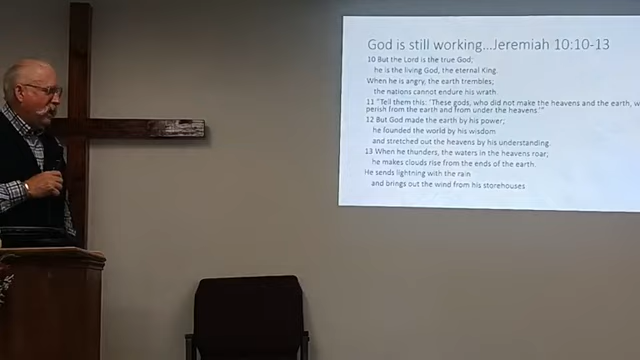 God is still working...Jeremiah 10:10-13
10 But the Lord is the true God;
he is the living God, the eternal King.
When he is angry, the earth trembles;
the nations cannot endure his wrath.
11 "Tell them this: 'These gods, who did not make the heavens and the earth, w
perish from the earth and from under the heavens.'"
12 But God made the earth by his power;
he founded the world by his wisdom
and stretched out the heavens by his understanding.
13 When he thunders, the waters in the heavens roar;
he makes clouds rise from the ends of the earth.
He sends lightning with the rain
and brings out the wind from his storehouses